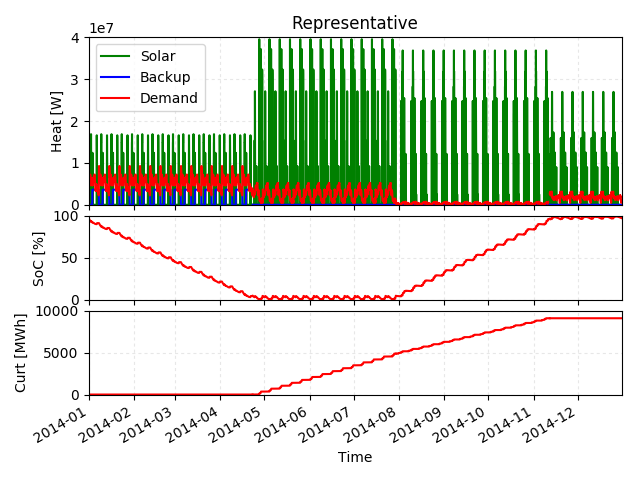 Representative
1e7
Heat [W]
4
3
2
1
0
Solar
Backup
Demand
SoC [%]
100
50
0
Curt [MWh]
10000
5000
0
2014-01
2014-02
2014-03
2014-04
2014-05
2014-06
2014-07
2014-08
2014-09
2014-10
2014-11
2014-12
Time